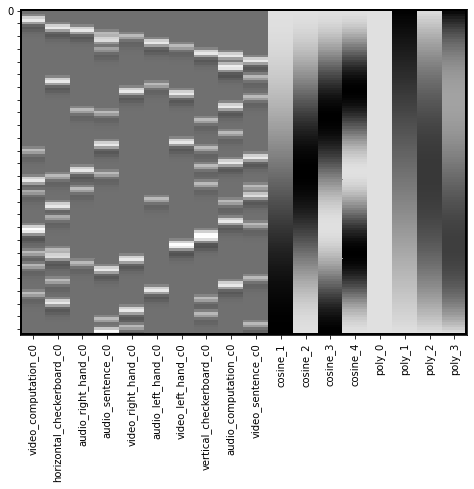 0
video_computation_c0
horizontal_checkerboard_c0
audio_right_hand_c0
audio_sentence_c0
video_right_hand_c0
audio_left_hand_c0
video_left_hand_c0
vertical_checkerboard_c0
audio_computation_c0
video_sentence_c0
cosine_1
cosine_2
cosine_3
cosine_4
poly_0
poly_1
poly_2
poly_3